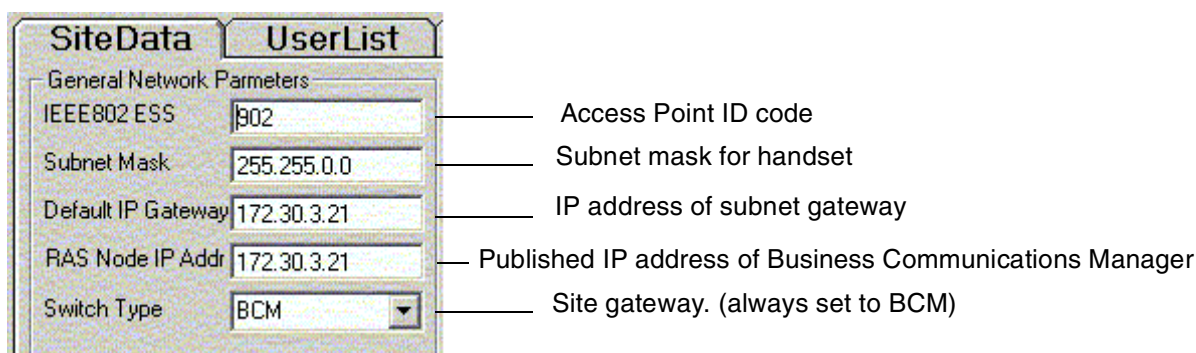 SiteData UserList
General Network Parmeters
IEEE802 ESS 902 Access Point ID code
Subnet Mask 255.255.0.0 Subnet mask for handset
Default IP Gateway 172.30.3.21 IP address of subnet gateway
RAS Node IP Addr 172.30.3.21 Published IP address of Business Communications Manager
Switch Type BCM Site gateway. (always set to BCM)